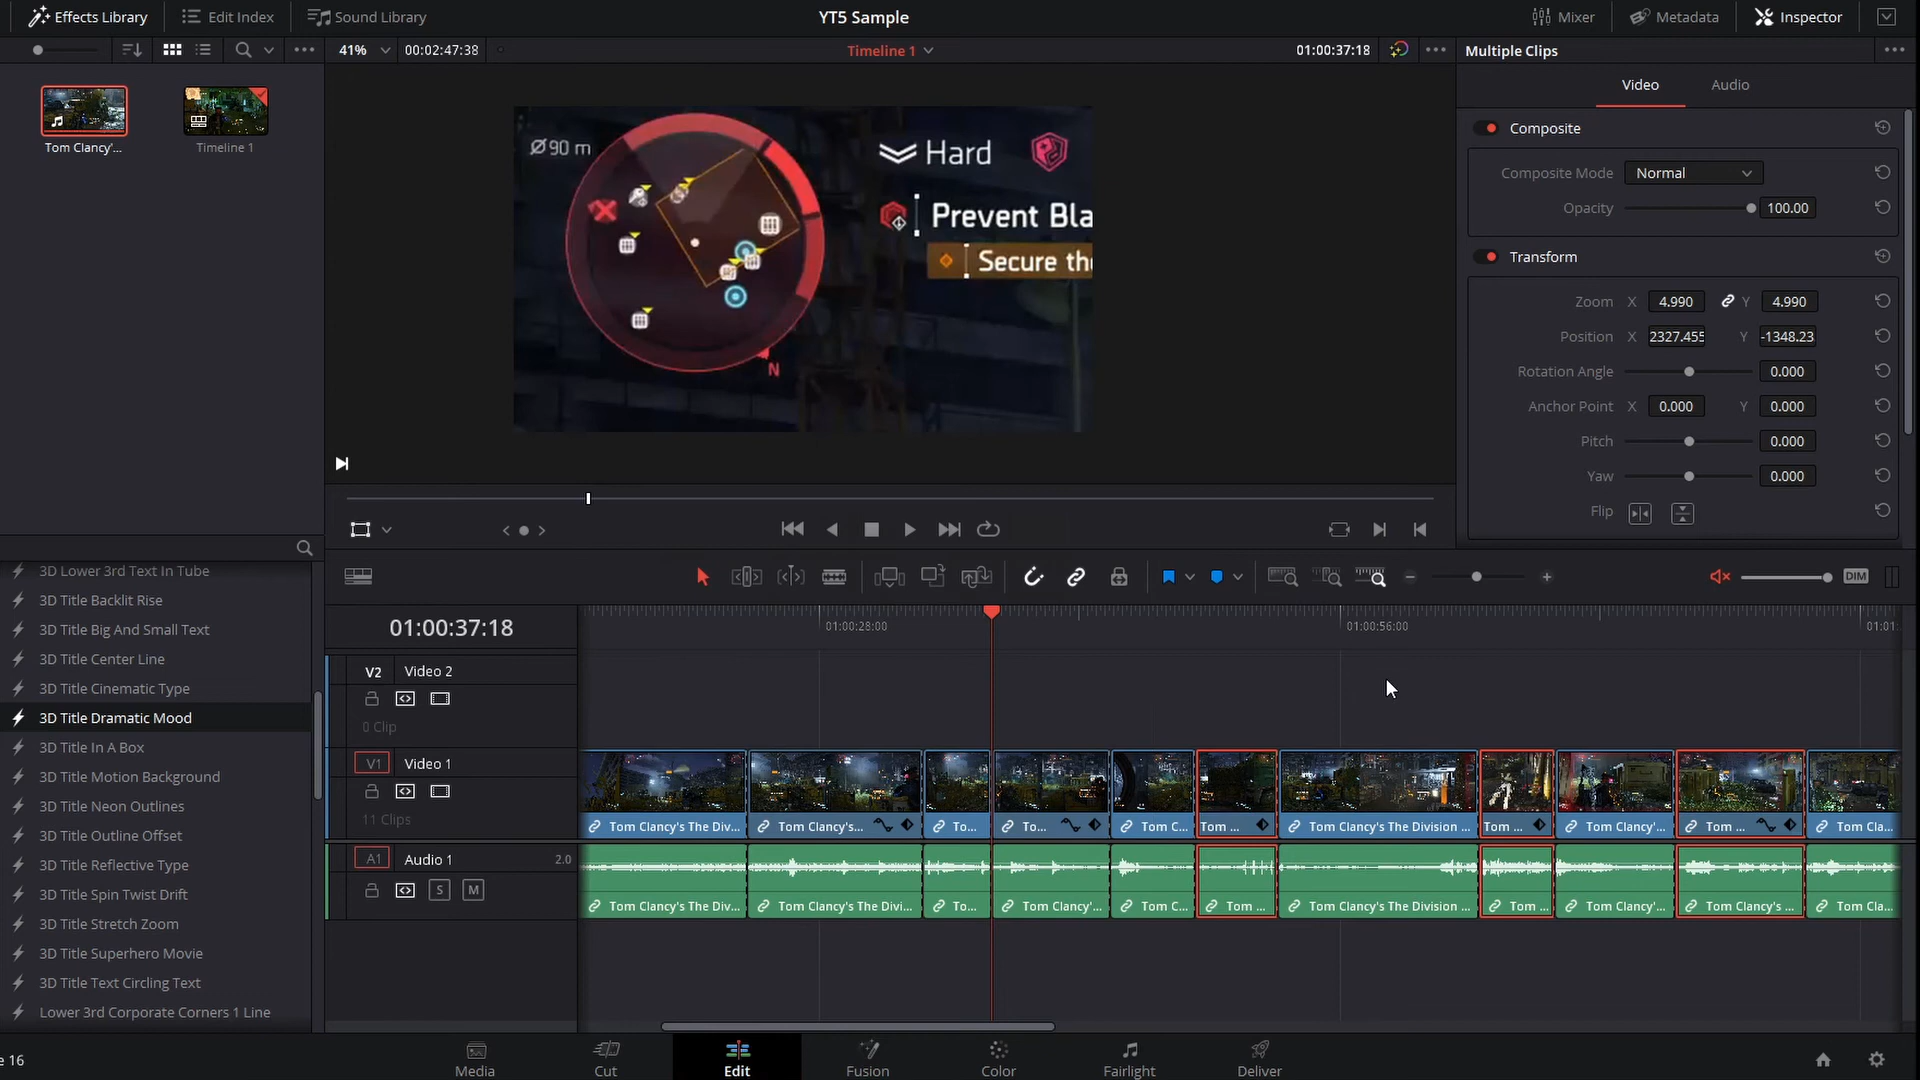 Effects Library
Edit Index
Sound Library
YT5 Sample
Mixer
Metadata
Inspector
41%
00:02:47:38
Timeline 1
01:00:37:18
Multiple Clips
Video
Audio
Tom Clancy'...
Timeline 1
Ø90 m
Hard
Prevent Bla
Secure th
N
Composite
Composite Mode
Normal
Opacity
100.00
Transform
Zoom X 4.990 Y 4.990
Position X 2327.455 Y -1348.23
Rotation Angle 0.000
Anchor Point X 0.000 Y 0.000
Pitch 0.000
Yaw 0.000
Flip
3D Lower 3rd Text In Tube
3D Title Backlit Rise
3D Title Big And Small Text
3D Title Center Line
3D Title Cinematic Type
3D Title Dramatic Mood
3D Title In A Box
3D Title Motion Background
3D Title Neon Outlines
3D Title Outline Offset
3D Title Reflective Type
3D Title Spin Twist Drift
3D Title Stretch Zoom
3D Title Superhero Movie
3D Title Text Circling Text
Lower 3rd Corporate Corners 1 Line
DIM
01:00:37:18
01:00:28:00
01:00:56:00
01:01:
V2 Video 2
0 Clip
V1 Video 1
11 Clips
Tom Clancy's The Div...
Tom Clancy's...
To...
To...
Tom C...
Tom ...
Tom Clancy's The Division ...
Tom ...
Tom Clancy'...
Tom ...
Tom Cla...
A1 Audio 1 2.0
S M
Tom Clancy's The Div...
Tom Clancy's The Divi...
To...
Tom Clancy'...
Tom C...
Tom ...
Tom Clancy's The Division ...
Tom ...
Tom Clancy'...
Tom Clancy's ...
Tom Cla...
e 16
Media
Cut
Edit
Fusion
Color
Fairlight
Deliver